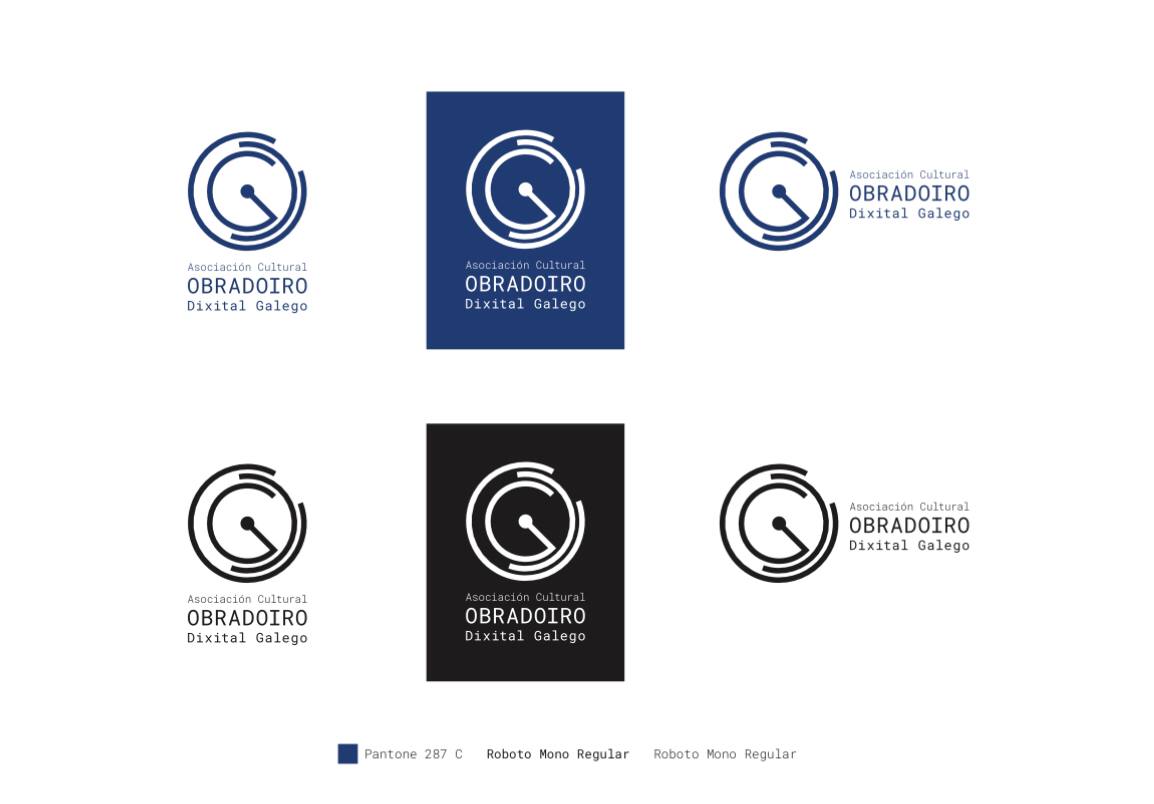 Asociación Cultural
OBRADOIRO
Dixital Galego
Asociación Cultural
OBRADOIRO
Dixital Galego
Asociación Cultural
OBRADOIRO
Dixital Galego
Asociación Cultural
OBRADOIRO
Dixital Galego
Asociación Cultural
OBRADOIRO
Dixital Galego
Asociación Cultural
OBRADOIRO
Dixital Galego
Pantone 287 C Roboto Mono Regular Roboto Mono Regular